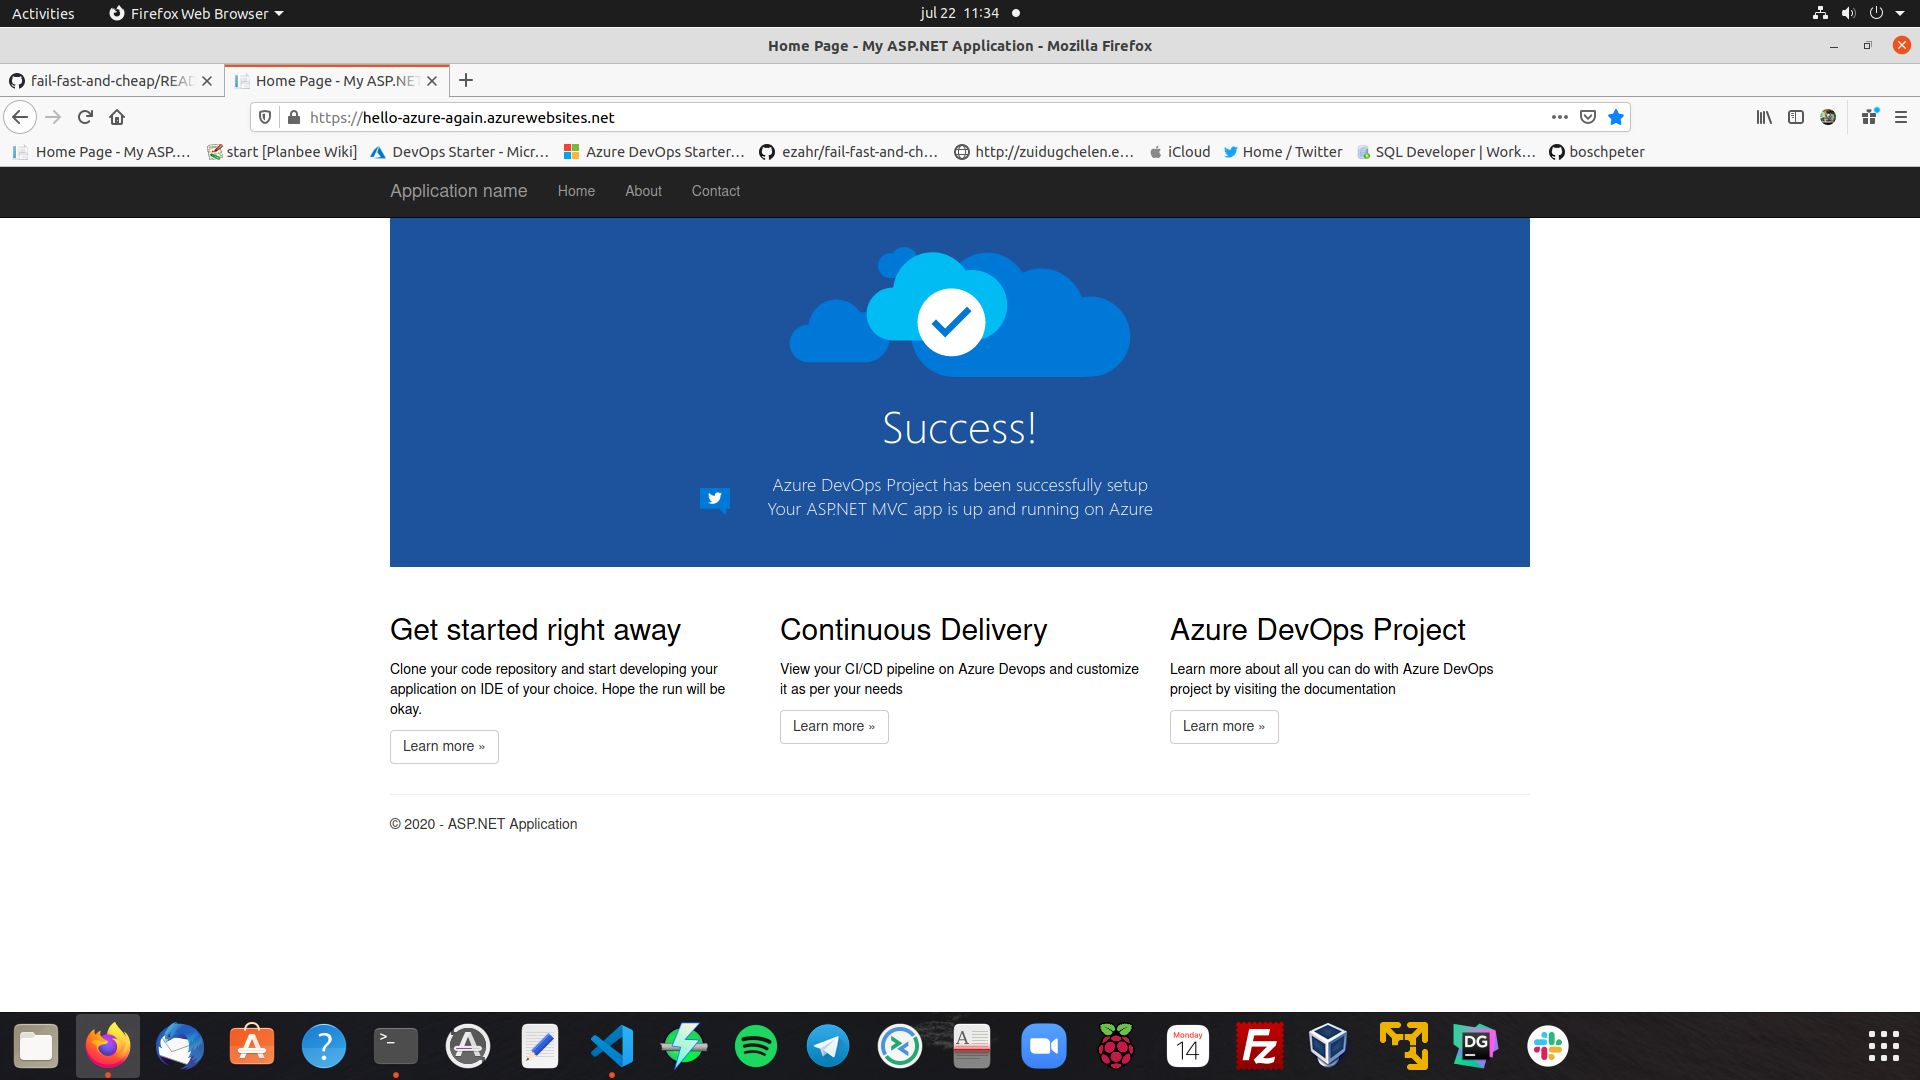 Activities
Firefox Web Browser
jul 22 11:34
Home Page - My ASP.NET Application - Mozilla Firefox
fail-fast-and-cheap/READ
Home Page - My ASP.NET
https://hello-azure-again.azurewebsites.net
Home Page - My ASP.…
start [Planbee Wiki]
DevOps Starter - Micr…
Azure DevOps Starter…
ezahr/fail-fast-and-ch…
http://zuidugchelen.e…
iCloud
Home / Twitter
SQL Developer | Work…
boschpeter
Application name
Home
About
Contact
Success!
Azure DevOps Project has been successfully setup
Your ASP.NET MVC app is up and running on Azure
Get started right away
Clone your code repository and start developing your
application on IDE of your choice. Hope the run will be
okay.
Learn more »
Continuous Delivery
View your CI/CD pipeline on Azure Devops and customize
it as per your needs
Learn more »
Azure DevOps Project
Learn more about all you can do with Azure DevOps
project by visiting the documentation
Learn more »
© 2020 - ASP.NET Application
>_
?
A
Monday
14
Fz
DG